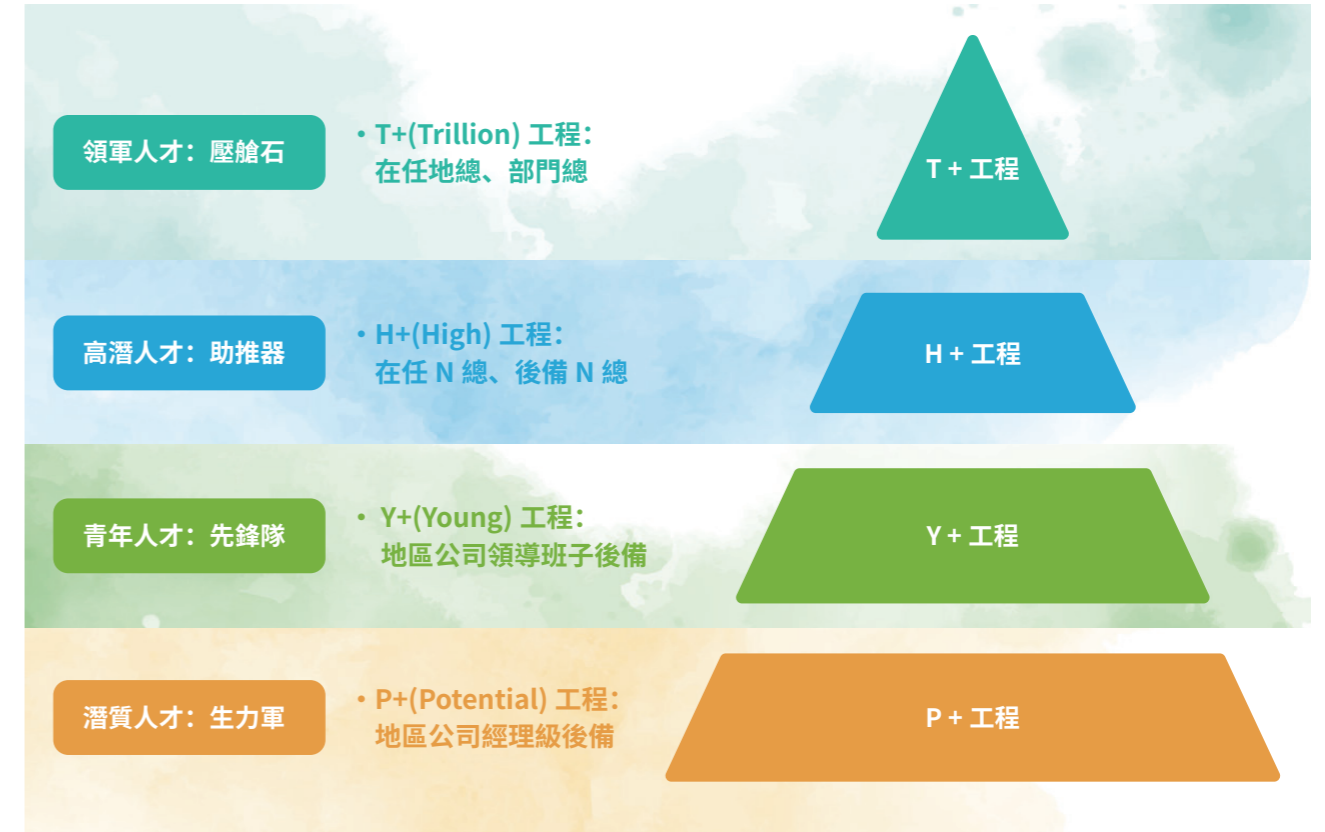 領軍人才：壓艙石
・T+(Trillion) 工程：
在任地總、部門總
T + 工程
高潛人才：助推器
・H+(High) 工程：
在任 N 總、後備 N 總
H + 工程
青年人才：先鋒隊
・Y+(Young) 工程：
地區公司領導班子後備
Y + 工程
潛質人才：生力軍
・P+(Potential) 工程：
地區公司經理級後備
P + 工程